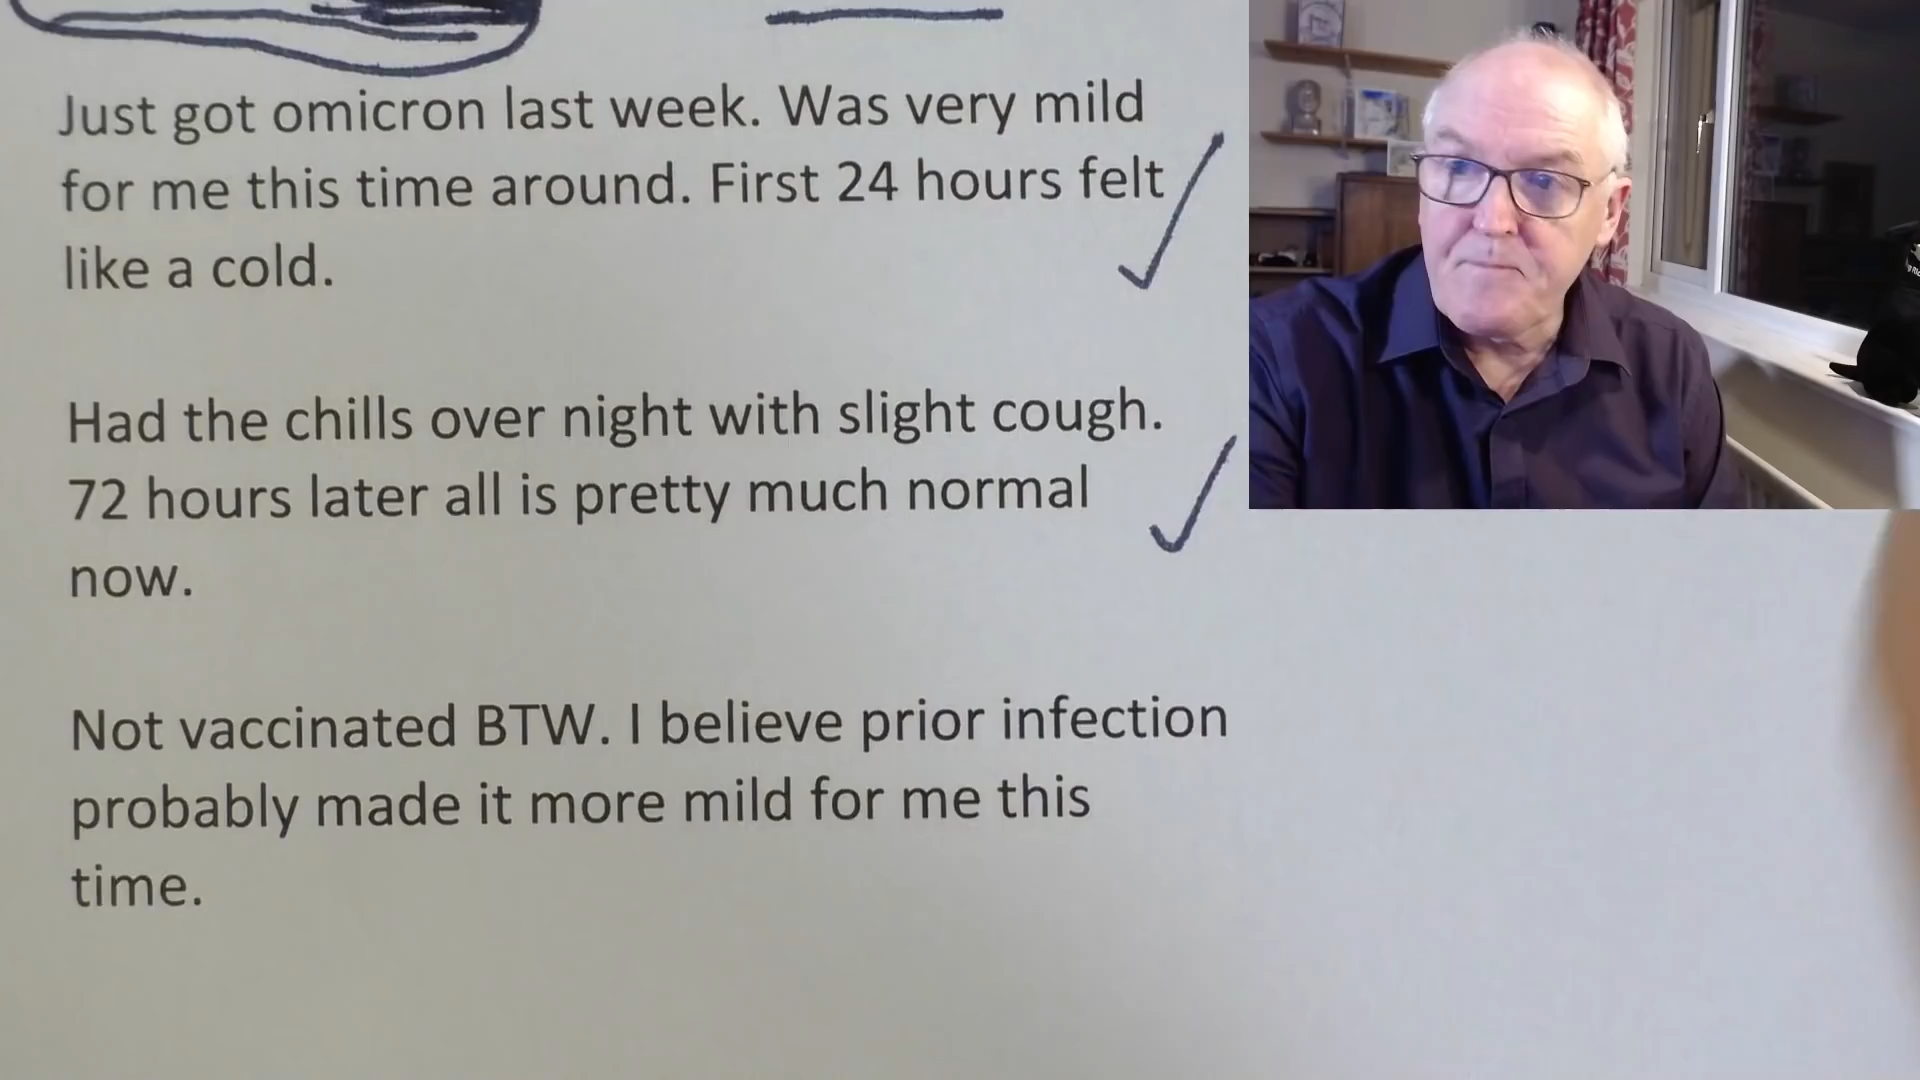 Just got omicron last week. Was very mild
for me this time around. First 24 hours felt
like a cold.
Had the chills over night with slight cough.
72 hours later all is pretty much normal
now.
Not vaccinated BTW. I believe prior infection
probably made it more mild for me this
time.